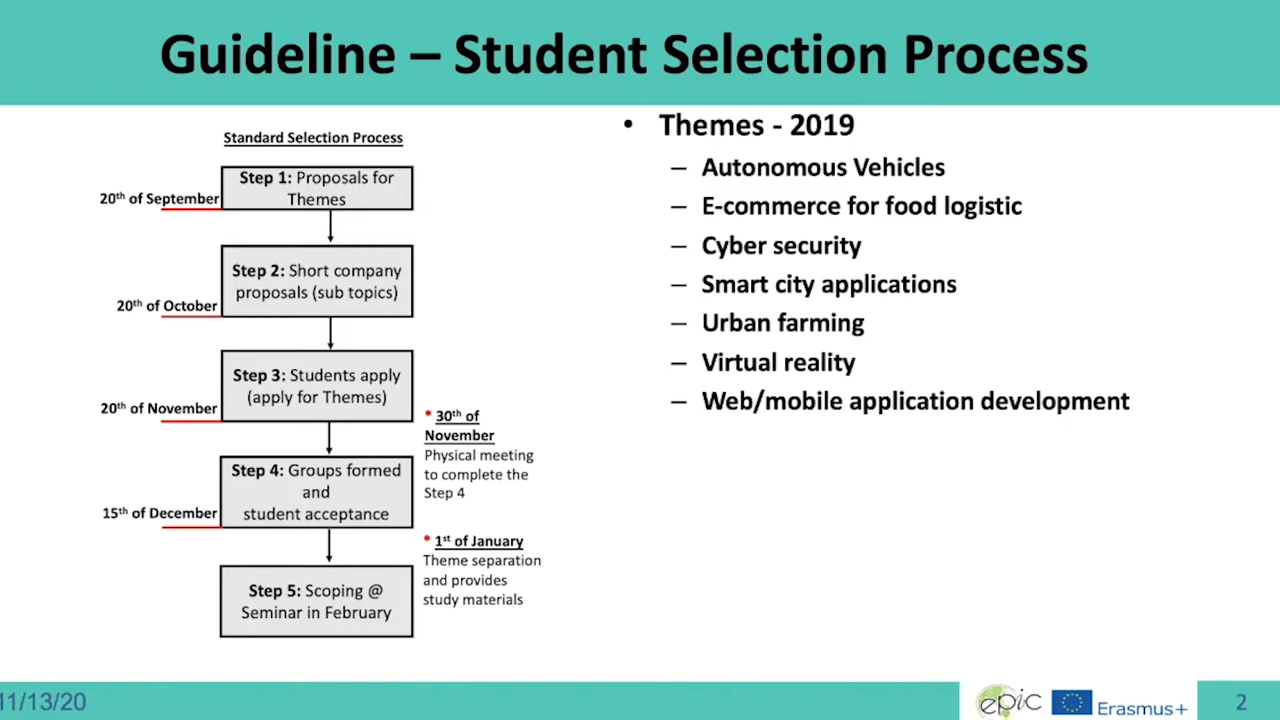 Guideline – Student Selection Process
Standard Selection Process
20th of September
Step 1: Proposals for
Themes
20th of October
Step 2: Short company
proposals (sub topics)
20th of November
Step 3: Students apply
(apply for Themes)
* 30th of
November
Physical meeting
to complete the
Step 4
15th of December
Step 4: Groups formed
and
student acceptance
* 1st of January
Theme separation
and provides
study materials
Step 5: Scoping @
Seminar in February
• Themes - 2019
– Autonomous Vehicles
– E-commerce for food logistic
– Cyber security
– Smart city applications
– Urban farming
– Virtual reality
– Web/mobile application development
11/13/20
epic
Erasmus+
2